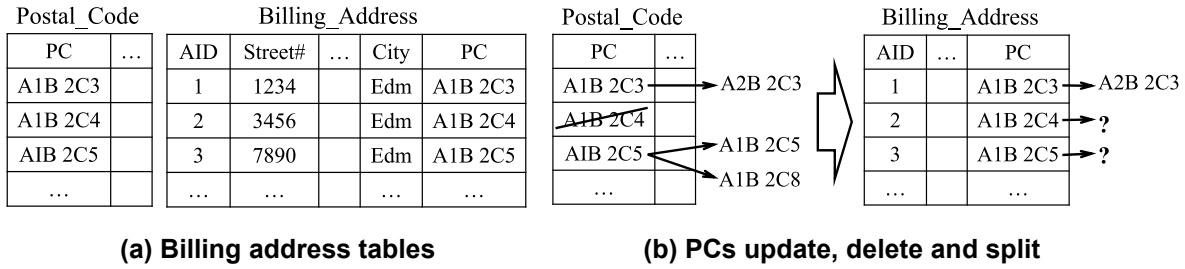 Postal_Code
PC …
A1B 2C3
A1B 2C4
AIB 2C5
…
Billing_Address
AID Street# … City PC
1 1234 Edm A1B 2C3
2 3456 Edm A1B 2C4
3 7890 Edm A1B 2C5
… … … …
(a) Billing address tables
Postal_Code
PC …
A1B 2C3 A2B 2C3
A1B 2C4
AIB 2C5 A1B 2C5
A1B 2C8
…
Billing_Address
AID … PC
1 A1B 2C3 A2B 2C3
2 A1B 2C4 ?
3 A1B 2C5 ?
… …
(b) PCs update, delete and split